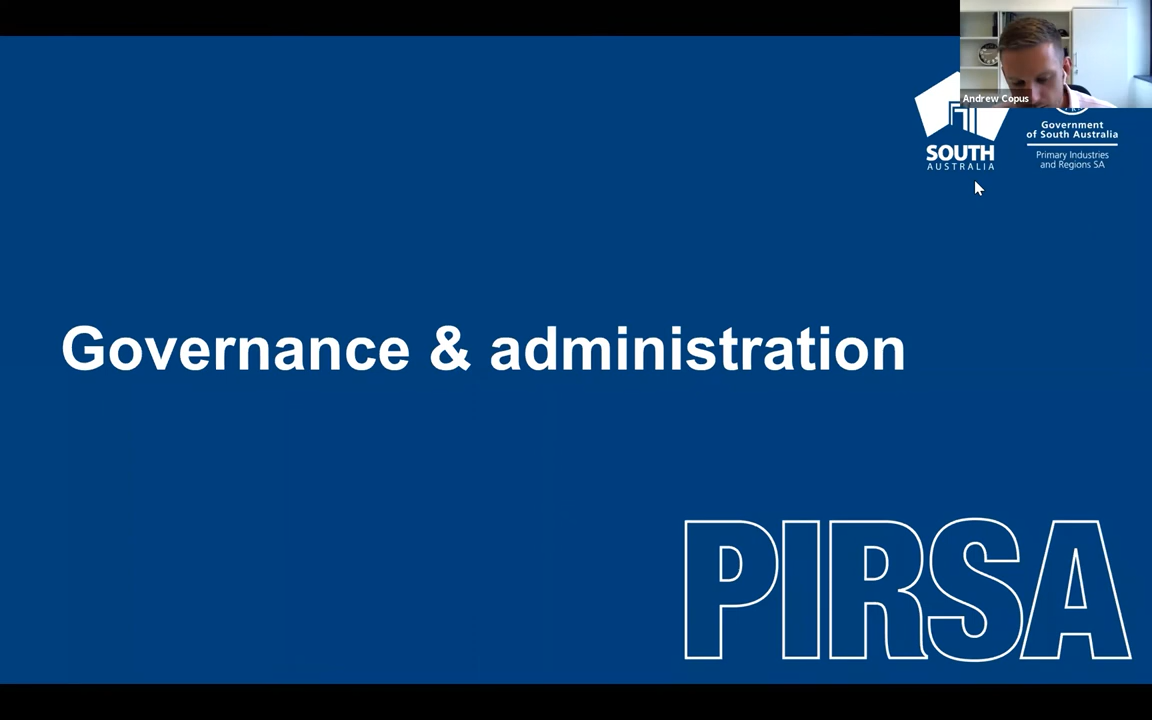 Andrew Copus
SOUTH
AUSTRALIA
Government
of South Australia
Primary Industries
and Regions SA
Governance & administration
PIRSA